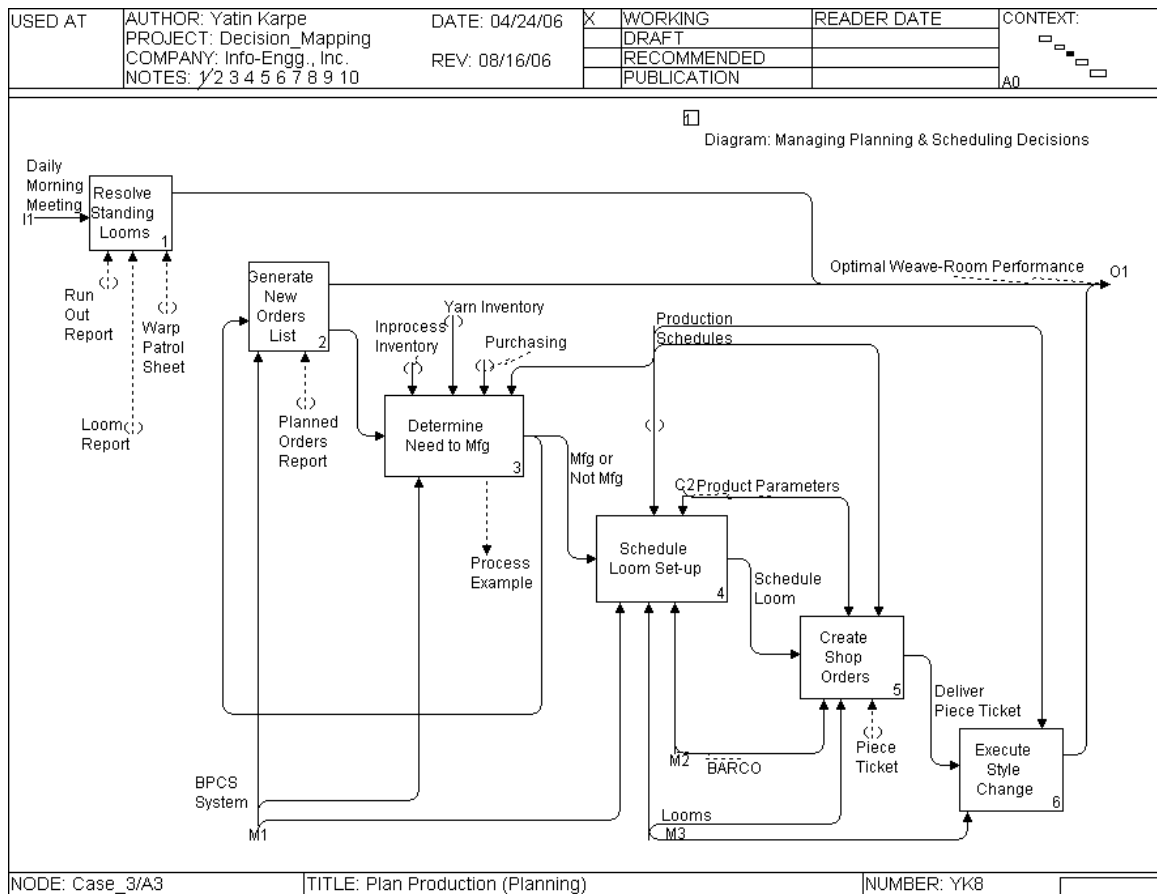 USED AT
AUTHOR: Yatin Karpe
DATE: 04/24/06
PROJECT: Decision_Mapping
COMPANY: Info-Engg., Inc.
REV: 08/16/06
NOTES: 1 2 3 4 5 6 7 8 9 10
X
WORKING
DRAFT
RECOMMENDED
PUBLICATION
READER DATE
CONTEXT:
A0
1
Diagram: Managing Planning & Scheduling Decisions
Daily
Morning
Meeting
I1
Resolve
Standing
Looms
1
Run
Out
Report
Loom
Report
Warp
Patrol
Sheet
Generate
New
Orders
List
2
Planned
Orders
Report
Optimal Weave-Room Performance
O1
Inprocess
Inventory
Yarn Inventory
Purchasing
Production
Schedules
Determine
Need to Mfg
3
Process
Example
Mfg or
Not Mfg
C2
Product Parameters
Schedule
Loom Set-up
4
Schedule
Loom
Create
Shop
Orders
5
Deliver
Piece Ticket
Piece
Ticket
M2
BARCO
Execute
Style
Change
6
BPCS
System
M1
Looms
M3
NODE: Case_3/A3
TITLE: Plan Production (Planning)
NUMBER: YK8